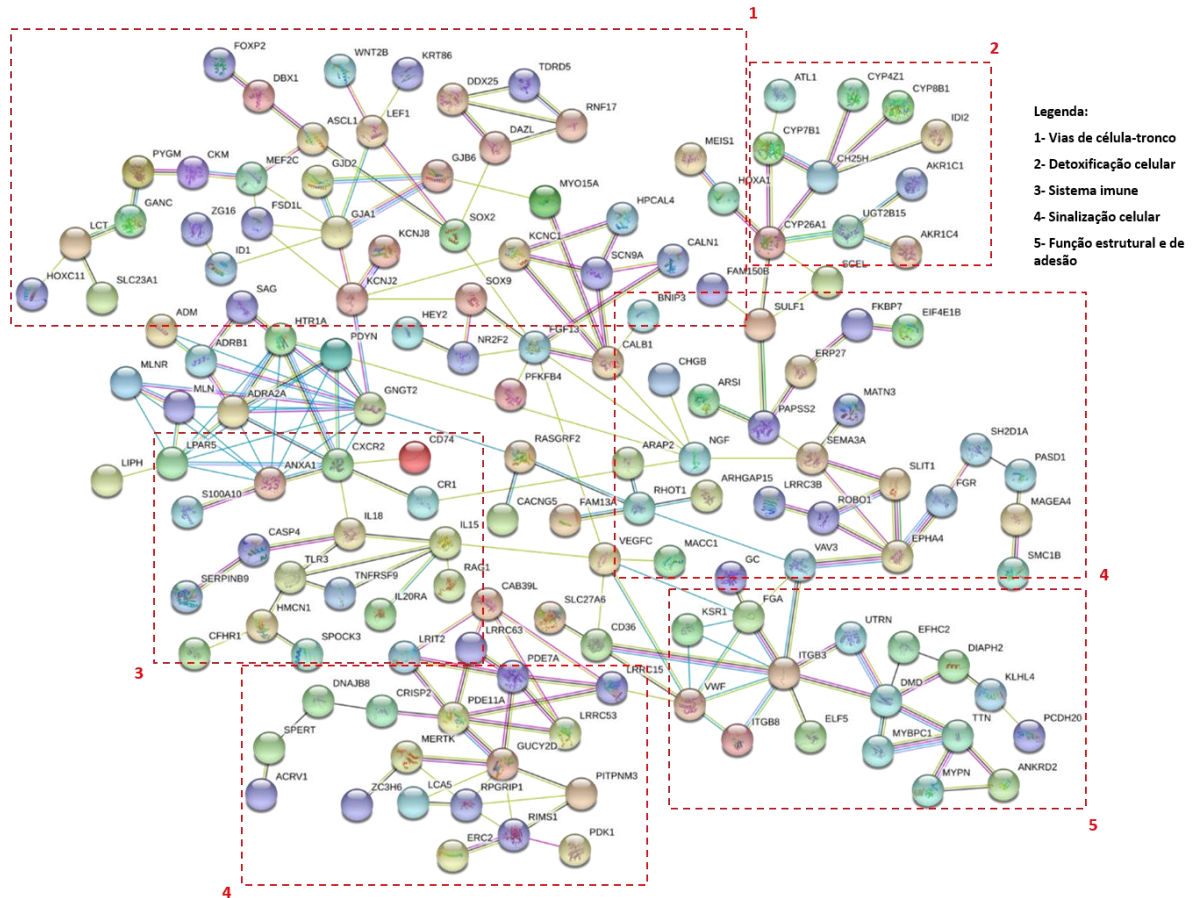 1
2
FOXP2
WNT2B
KRT86
DBX1
DDX25
TDRD5
RNF17
ASCL1
LEF1
DAZL
PYGM
CKM
MEF2C
GJD2
GJB6
GANC
ZG16
FSD1L
GJA1
SOX2
MYO15A
HPCAL4
KCNC1
LCT
ID1
KCNJ8
SCN9A
CALN1
HOXC11
SLC23A1
KCNJ2
SOX9
ATL1
CYP4Z1
CYP8B1
IDI2
CYP7B1
CH25H
MEIS1
HOXA1
AKR1C1
CYP26A1
UGT2B15
AKR1C4
SCEL
FAM150B
Legenda:
1- Vias de célula-tronco
2- Detoxificação celular
3- Sistema imune
4- Sinalização celular
5- Função estrutural e de
adesão
SAG
ADM
HTR1A
PDYN
HEY2
NR2F2
FGF13
BNIP3
CALB1
SULF1
FKBP7
EIF4E1B
ADRB1
MLNR
MLN
ADRA2A
GNGT2
PFKFB4
CHGB
ARSI
ERP27
PAPSS2
MATN3
LPAR5
CXCR2
CD74
RASGRF2
ARAP2
NGF
SEMA3A
SH2D1A
LIPH
ANXA1
S100A10
CR1
CACNG5
FAM13A
RHOT1
ARHGAP15
LRRC3B
ROBO1
SLIT1
FGR
PASD1
MAGEA4
CASP4
IL18
IL15
VEGFC
MACC1
VAV3
EPHA4
SMC1B
SERPINB9
TLR3
TNFRSF9
RAG1
IL20RA
CAB39L
GC
4
HMCN1
CFHR1
SPOCK3
3
LRIT2
LRRC63
PDE7A
LRRC15
SLC27A6
CD36
KSR1
FGA
ITGB3
UTRN
EFHC2
DIAPH2
DNAJB8
CRISP2
PDE11A
LRRC53
VWF
ITGB8
ELF5
DMD
KLHL4
SPERT
MERTK
GUCY2D
MYBPC1
TTN
PCDH20
ACRV1
ZC3H6
LCA5
RPGRIP1
PITPNM3
MYPN
ANKRD2
RIMS1
ERC2
PDK1
5
4